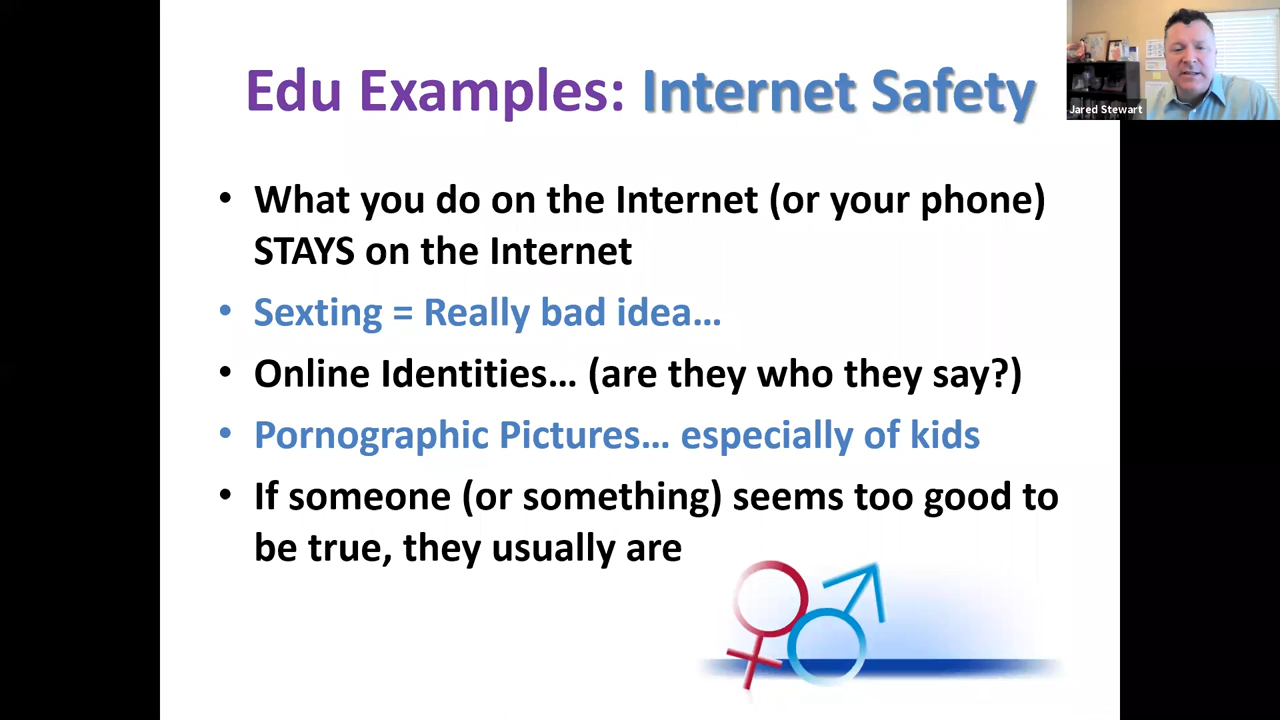 Edu Examples: Internet Safety
Jared Stewart
• What you do on the Internet (or your phone)
STAYS on the Internet
• Sexting = Really bad idea…
• Online Identities… (are they who they say?)
• Pornographic Pictures… especially of kids
• If someone (or something) seems too good to
be true, they usually are